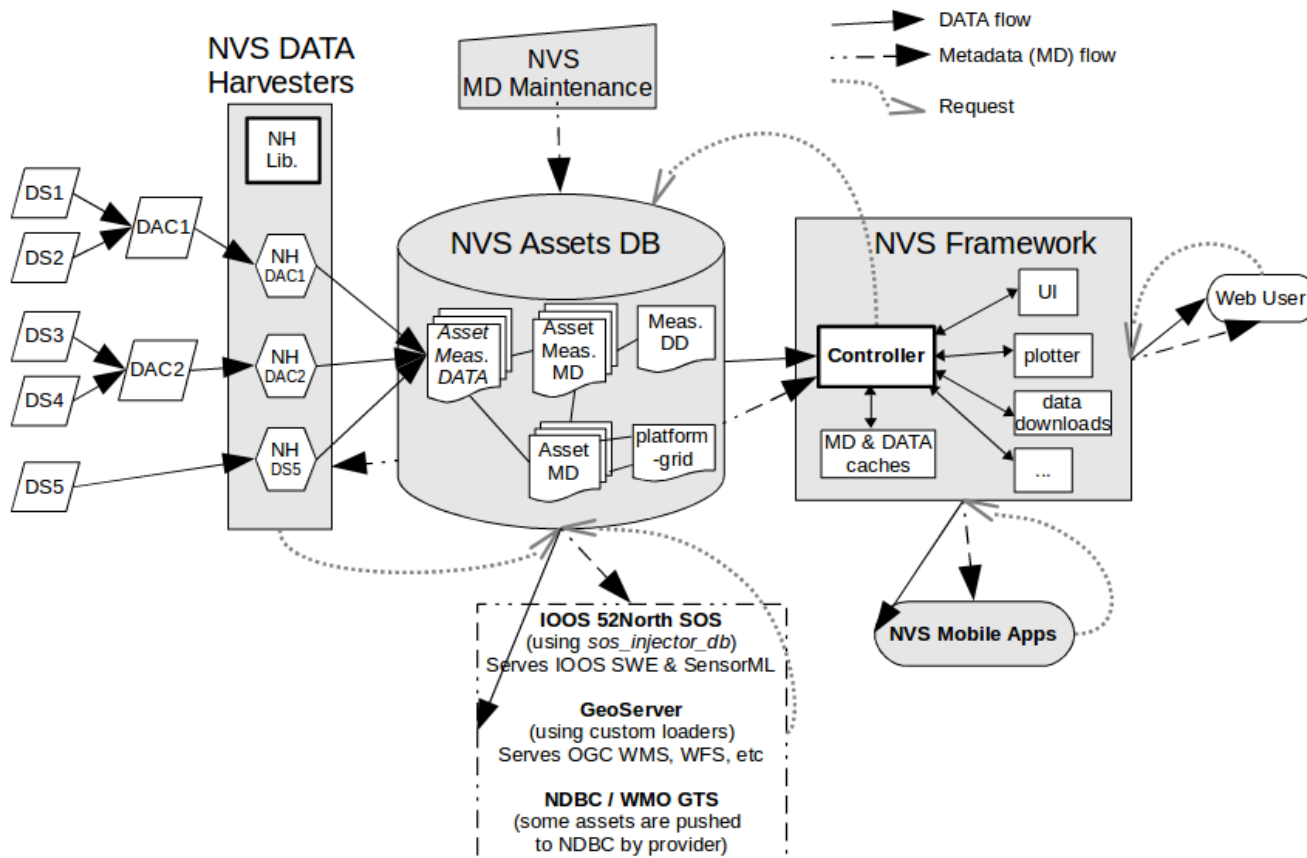 DATA flow
Metadata (MD) flow
Request
NVS DATA
Harvesters
NVS
MD Maintenance
NH
Lib.
DS1
DS2
DAC1
NH
DAC1
DS3
DS4
DAC2
NH
DAC2
DS5
NH
DS5
NVS Assets DB
Asset
Meas.
DATA
Asset
Meas.
MD
Meas.
DD
Asset
MD
platform
-grid
NVS Framework
Controller
UI
plotter
data
downloads
...
MD & DATA
caches
Web User
NVS Mobile Apps
IOOS 52North SOS
(using sos_injector_db)
Serves IOOS SWE & SensorML
GeoServer
(using custom loaders)
Serves OGC WMS, WFS, etc
NDBC / WMO GTS
(some assets are pushed
to NDBC by provider)